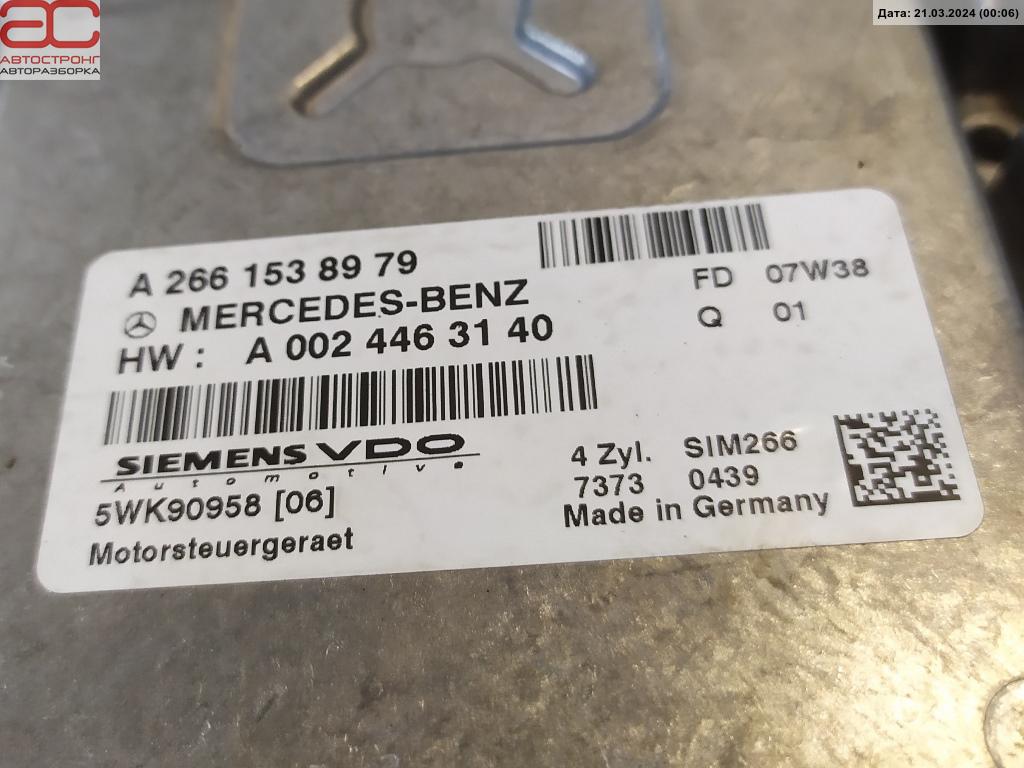 АС
АВТОСТРОНГ
АВТОРАЗБОРКА
Дата: 21.03.2024 (00:06)
A 266 153 89 79
MERCEDES-BENZ
HW : A 002 446 31 40
FD 07W38
Q 01
SIEMENS VDO
Automotive
5WK90958 [06]
Motorsteuergeraet
4 Zyl. SIM266
7373 0439
Made in Germany